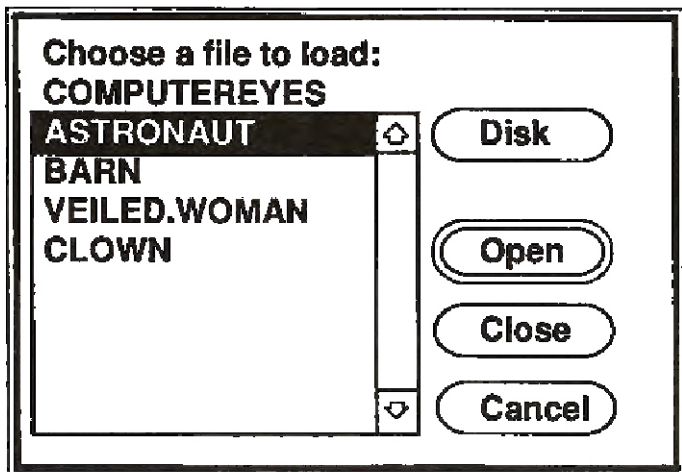 Choose a file to load:
COMPUTEREYES
ASTRONAUT
BARN
VEILED.WOMAN
CLOWN
Disk
Open
Close
Cancel